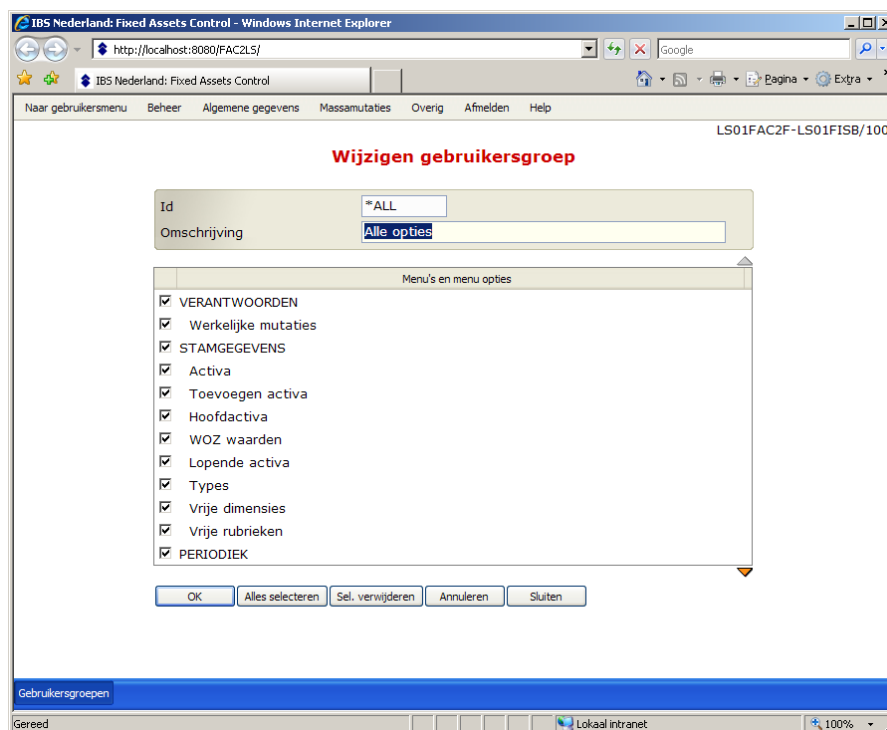 IBS Nederland: Fixed Assets Control - Windows Internet Explorer
http://localhost:8080/FAC2LS/
Google
IBS Nederland: Fixed Assets Control
Pagina
Extra
Naar gebruikersmenu Beheer Algemene gegevens Massamutaties Overig Afmelden Help
LS01FAC2F-LS01FISB/100
Wijzigen gebruikersgroep
Id *ALL
Omschrijving Alle opties
Menu's en menu opties
VERANTWOORDEN
Werkelijke mutaties
STAMGEGEVENS
Activa
Toevoegen activa
Hoofdactiva
WOZ waarden
Lopende activa
Types
Vrije dimensies
Vrije rubrieken
PERIODIEK
OK Alles selecteren Sel. verwijderen Annuleren Sluiten
Gebruikersgroepen
Gereed Lokaal intranet 100%